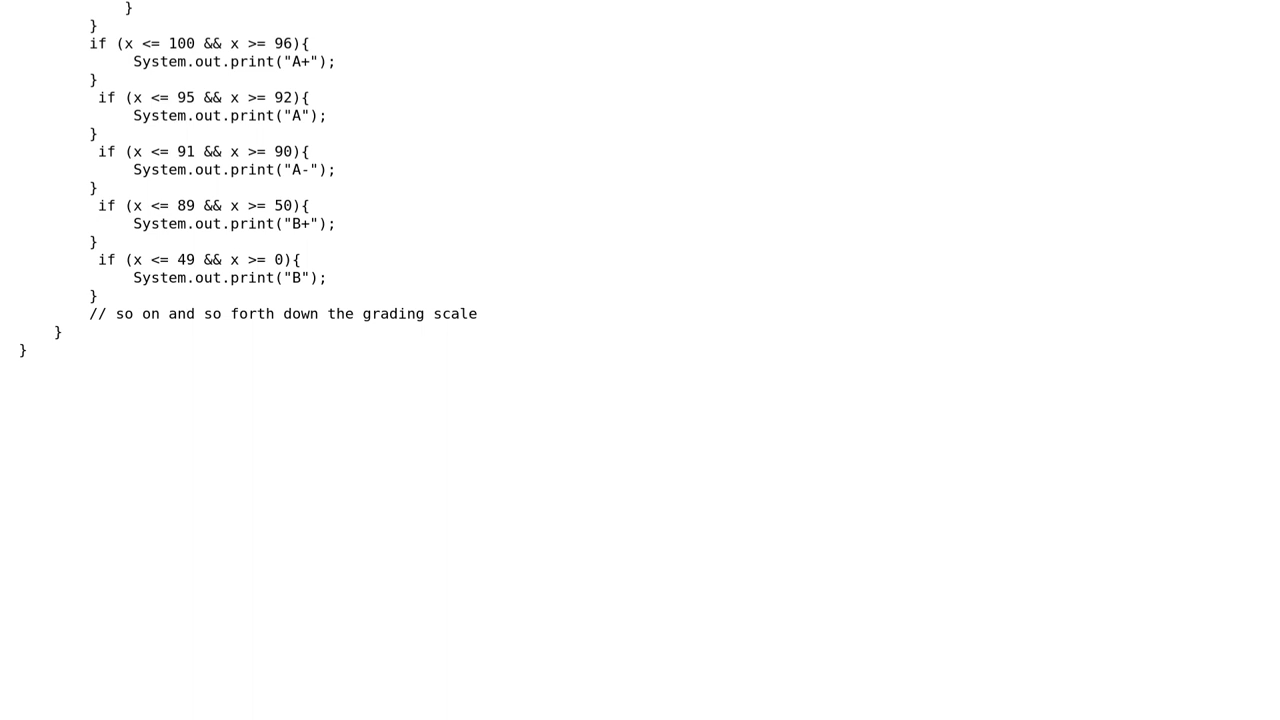 }
}
if (x <= 100 && x >= 96){
System.out.print("A+");
}
if (x <= 95 && x >= 92){
System.out.print("A");
}
if (x <= 91 && x >= 90){
System.out.print("A-");
}
if (x <= 89 && x >= 50){
System.out.print("B+");
}
if (x <= 49 && x >= 0){
System.out.print("B");
}
// so on and so forth down the grading scale
}
}